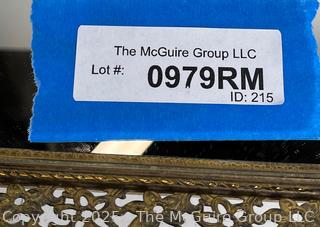 The McGuire Group LLC
Lot #: 0979RM
ID: 215
Copyright 2025 - The McGuire Group LLC